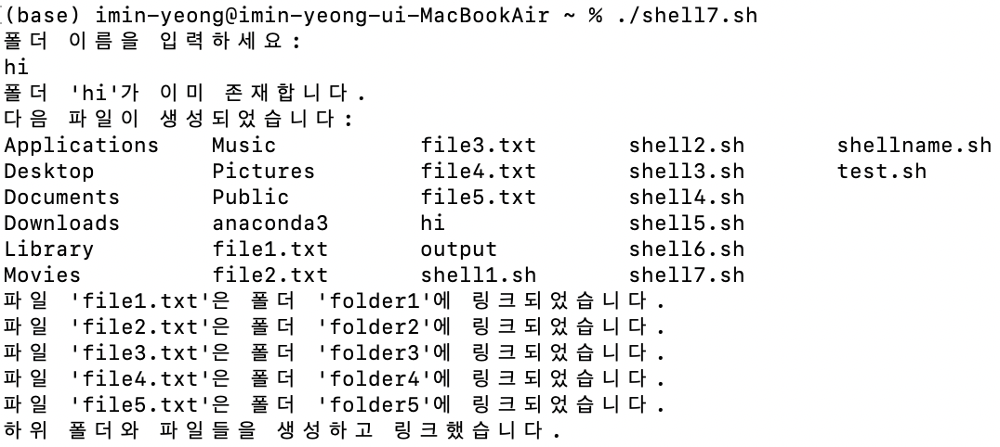 (base) imin-yeong@imin-yeong-ui-MacBookAir ~ % ./shell7.sh
폴더 이름을 입력하세요:
hi
폴더 'hi'가 이미 존재합니다.
다음 파일이 생성되었습니다:
Applications Music file3.txt shell2.sh shellname.sh
Desktop Pictures file4.txt shell3.sh test.sh
Documents Public file5.txt shell4.sh
Downloads anaconda3 hi shell5.sh
Library file1.txt output shell6.sh
Movies file2.txt shell1.sh shell7.sh
파일 'file1.txt'은 폴더 'folder1'에 링크되었습니다.
파일 'file2.txt'은 폴더 'folder2'에 링크되었습니다.
파일 'file3.txt'은 폴더 'folder3'에 링크되었습니다.
파일 'file4.txt'은 폴더 'folder4'에 링크되었습니다.
파일 'file5.txt'은 폴더 'folder5'에 링크되었습니다.
하위 폴더와 파일들을 생성하고 링크했습니다.